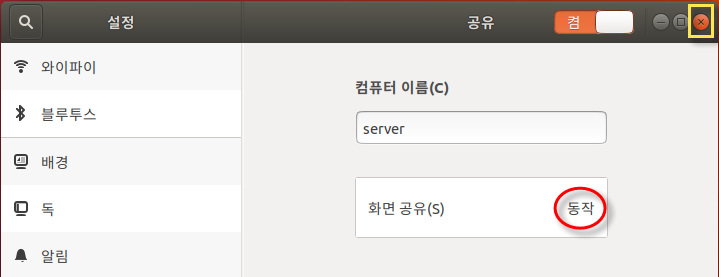 설정
공유
켬
와이파이
블루투스
배경
독
알림
컴퓨터 이름(C)
server
화면 공유(S) 동작